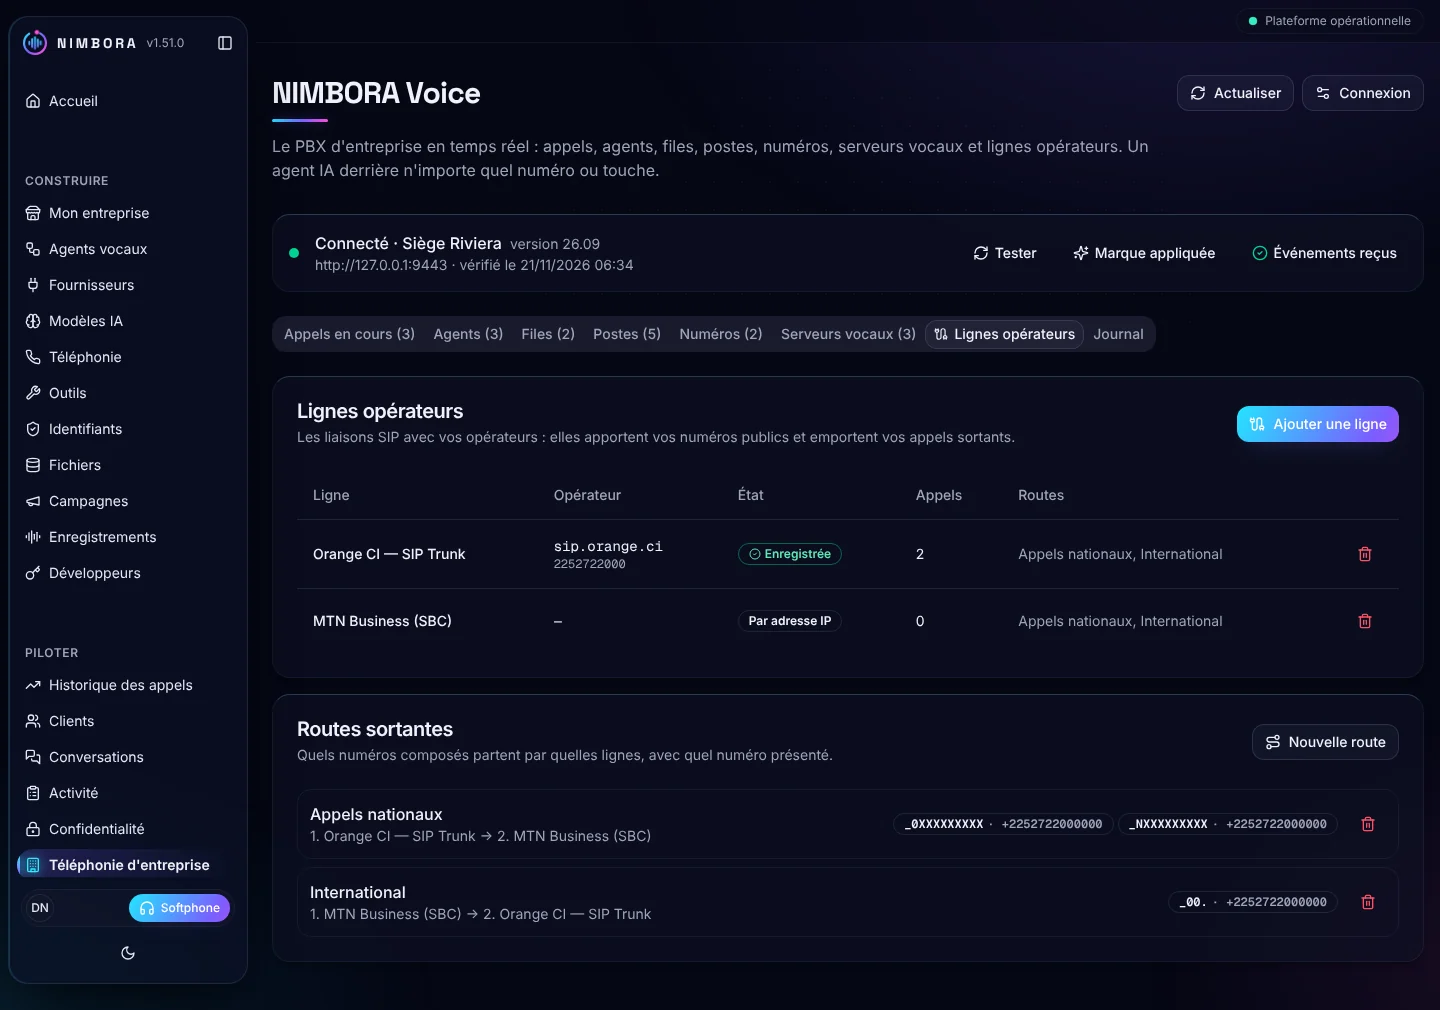 NIMBORA v1.51.0
Plateforme opérationnelle
Accueil
CONSTRUIRE
Mon entreprise
Agents vocaux
Fournisseurs
Modèles IA
Téléphonie
Outils
Identifiants
Fichiers
Campagnes
Enregistrements
Développeurs
PILOTER
Historique des appels
Clients
Conversations
Activité
Confidentialité
Téléphonie d'entreprise
DN
Softphone
NIMBORA Voice
Actualiser
Connexion
Le PBX d'entreprise en temps réel : appels, agents, files, postes, numéros, serveurs vocaux et lignes opérateurs. Un
agent IA derrière n'importe quel numéro ou touche.
Connecté · Siège Riviera version 26.09
http://127.0.0.1:9443 · vérifié le 21/11/2026 06:34
Tester
Marque appliquée
Événements reçus
Appels en cours (3) Agents (3) Files (2) Postes (5) Numéros (2) Serveurs vocaux (3) Lignes opérateurs Journal
Lignes opérateurs
Les liaisons SIP avec vos opérateurs : elles apportent vos numéros publics et emportent vos appels sortants.
Ajouter une ligne
Ligne Opérateur État Appels Routes
Orange CI — SIP Trunk sip.orange.ci Enregistrée 2 Appels nationaux, International
2252722000
MTN Business (SBC) – Par adresse IP 0 Appels nationaux, International
Routes sortantes
Quels numéros composés partent par quelles lignes, avec quel numéro présenté.
Nouvelle route
Appels nationaux
1. Orange CI — SIP Trunk → 2. MTN Business (SBC)
_0XXXXXXXXX · +2252722000000 _NXXXXXXXXX · +2252722000000
International
1. MTN Business (SBC) → 2. Orange CI — SIP Trunk
_00. · +2252722000000